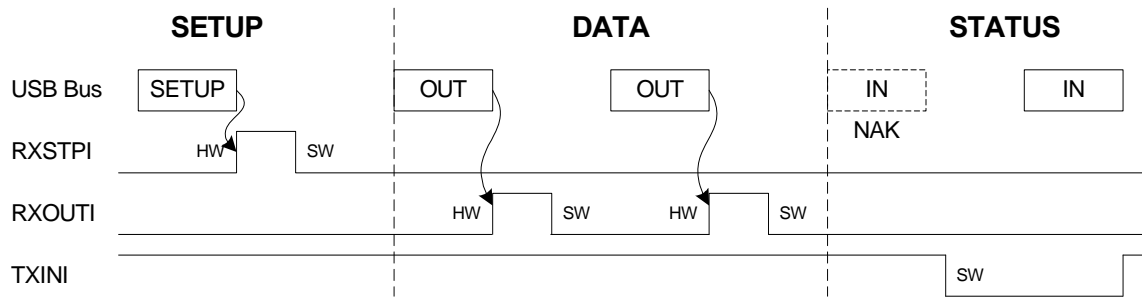 SETUP DATA STATUS
USB Bus SETUP OUT OUT IN IN
NAK
RXSTPI HW SW
RXOUTI HW SW HW SW
TXINI SW